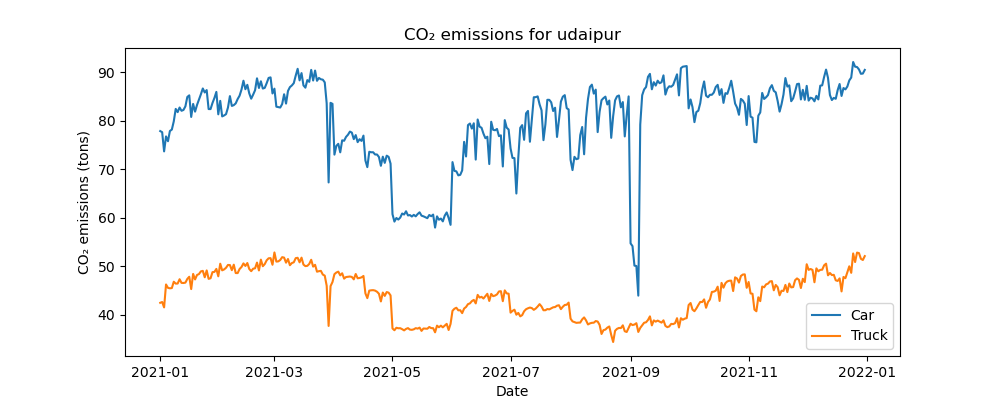 CO₂ emissions for udaipur
CO₂ emissions (tons)
90
80
70
60
50
40
2021-01
2021-03
2021-05
2021-07
2021-09
2021-11
2022-01
Date
Car
Truck